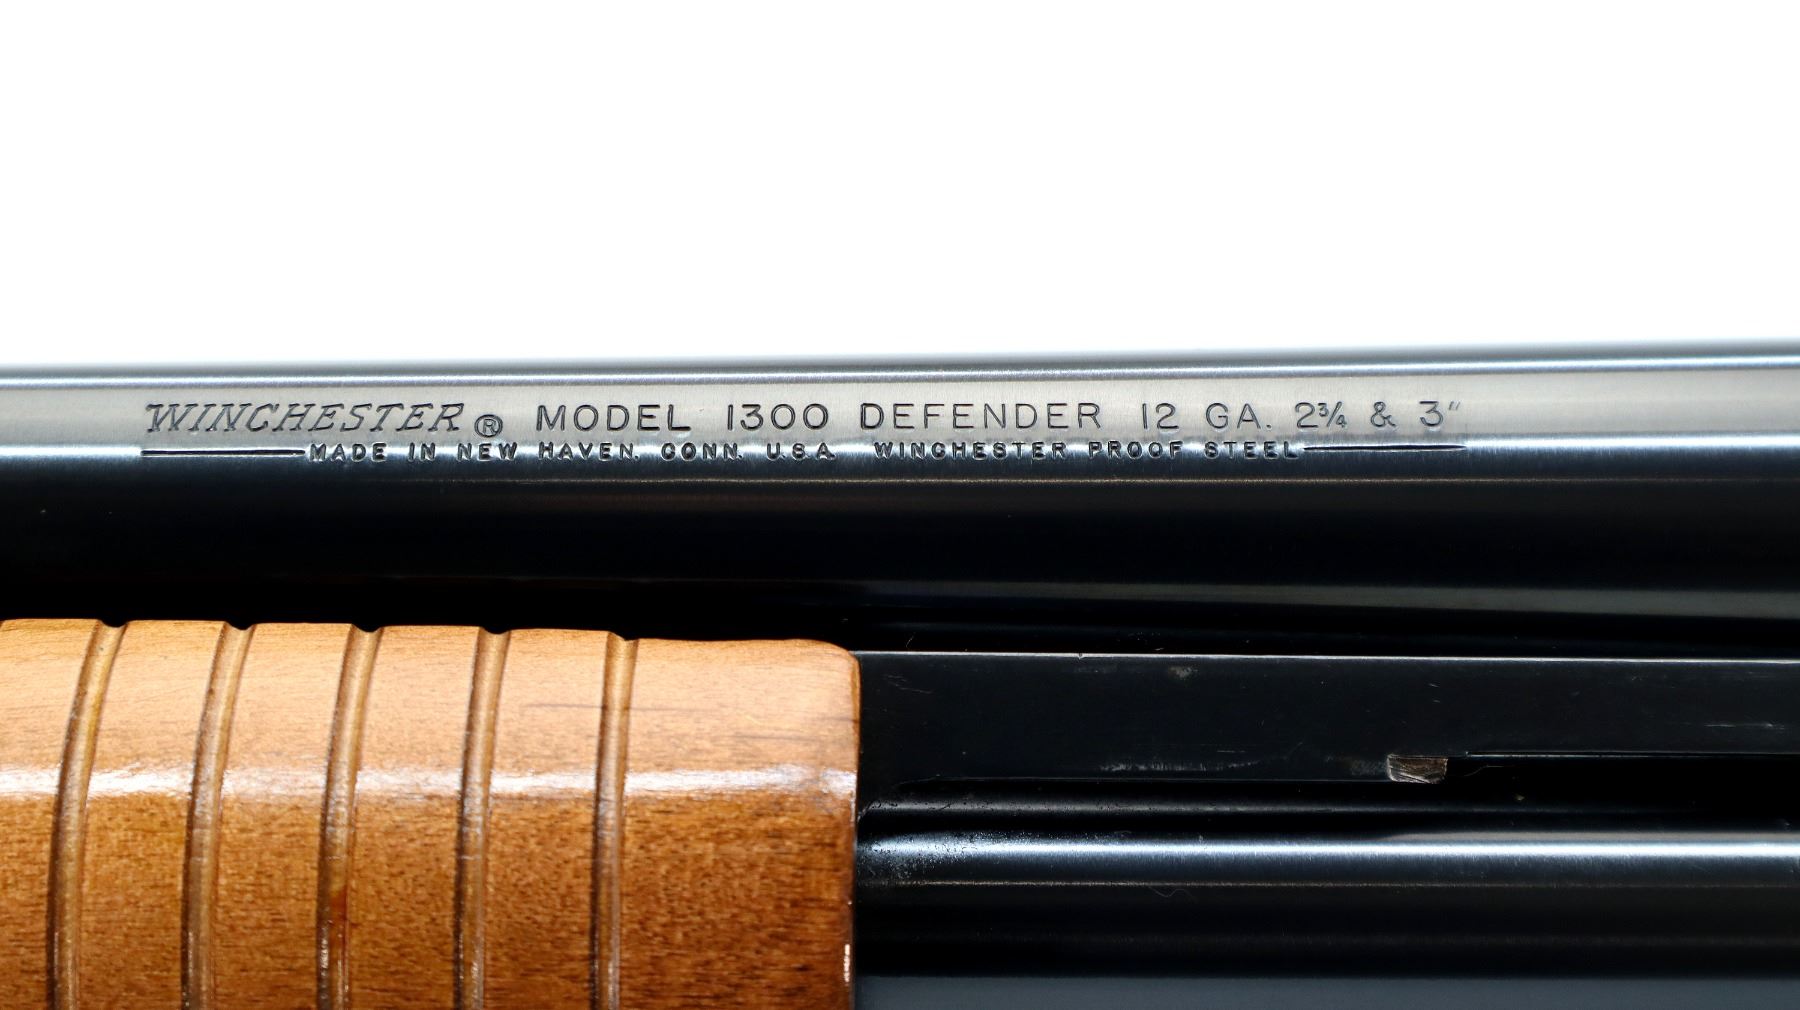 WINCHESTER® MODEL 1300 DEFENDER 12 GA. 2¾ & 3"
MADE IN NEW HAVEN. CONN. U.S.A. WINCHESTER PROOF STEEL